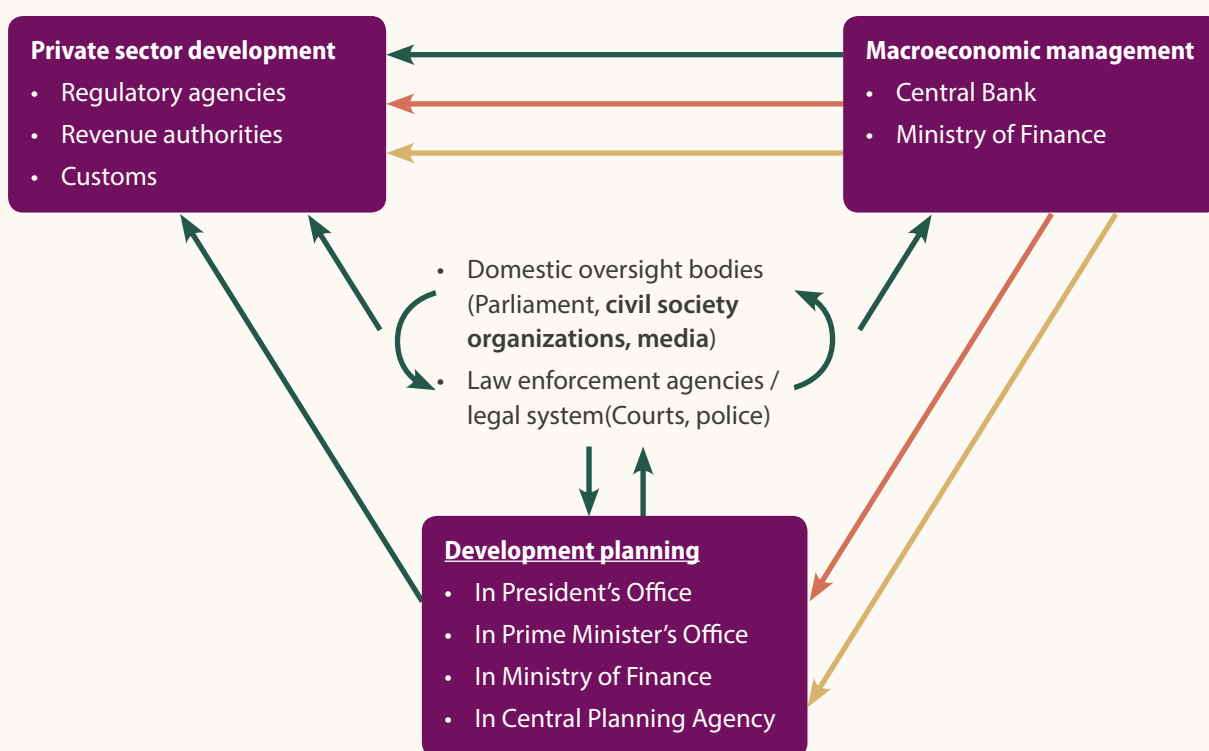 Private sector development
• Regulatory agencies
• Revenue authorities
• Customs
Macroeconomic management
• Central Bank
• Ministry of Finance
• Domestic oversight bodies
(Parliament, civil society
organizations, media)
• Law enforcement agencies /
legal system(Courts, police)
Development planning
• In President’s Office
• In Prime Minister’s Office
• In Ministry of Finance
• In Central Planning Agency